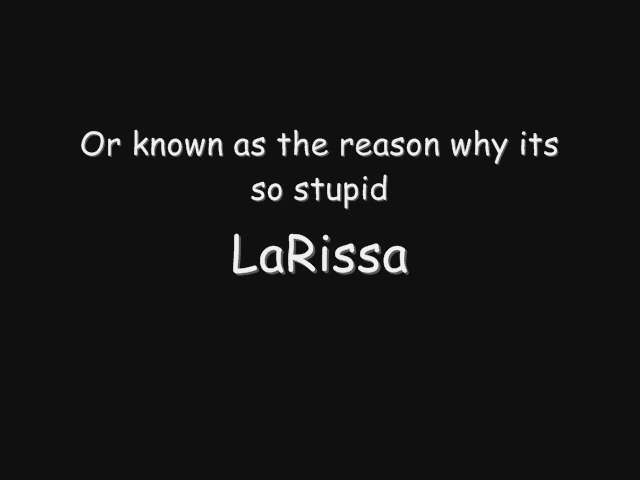 Or known as the reason why its
so stupid
LaRissa